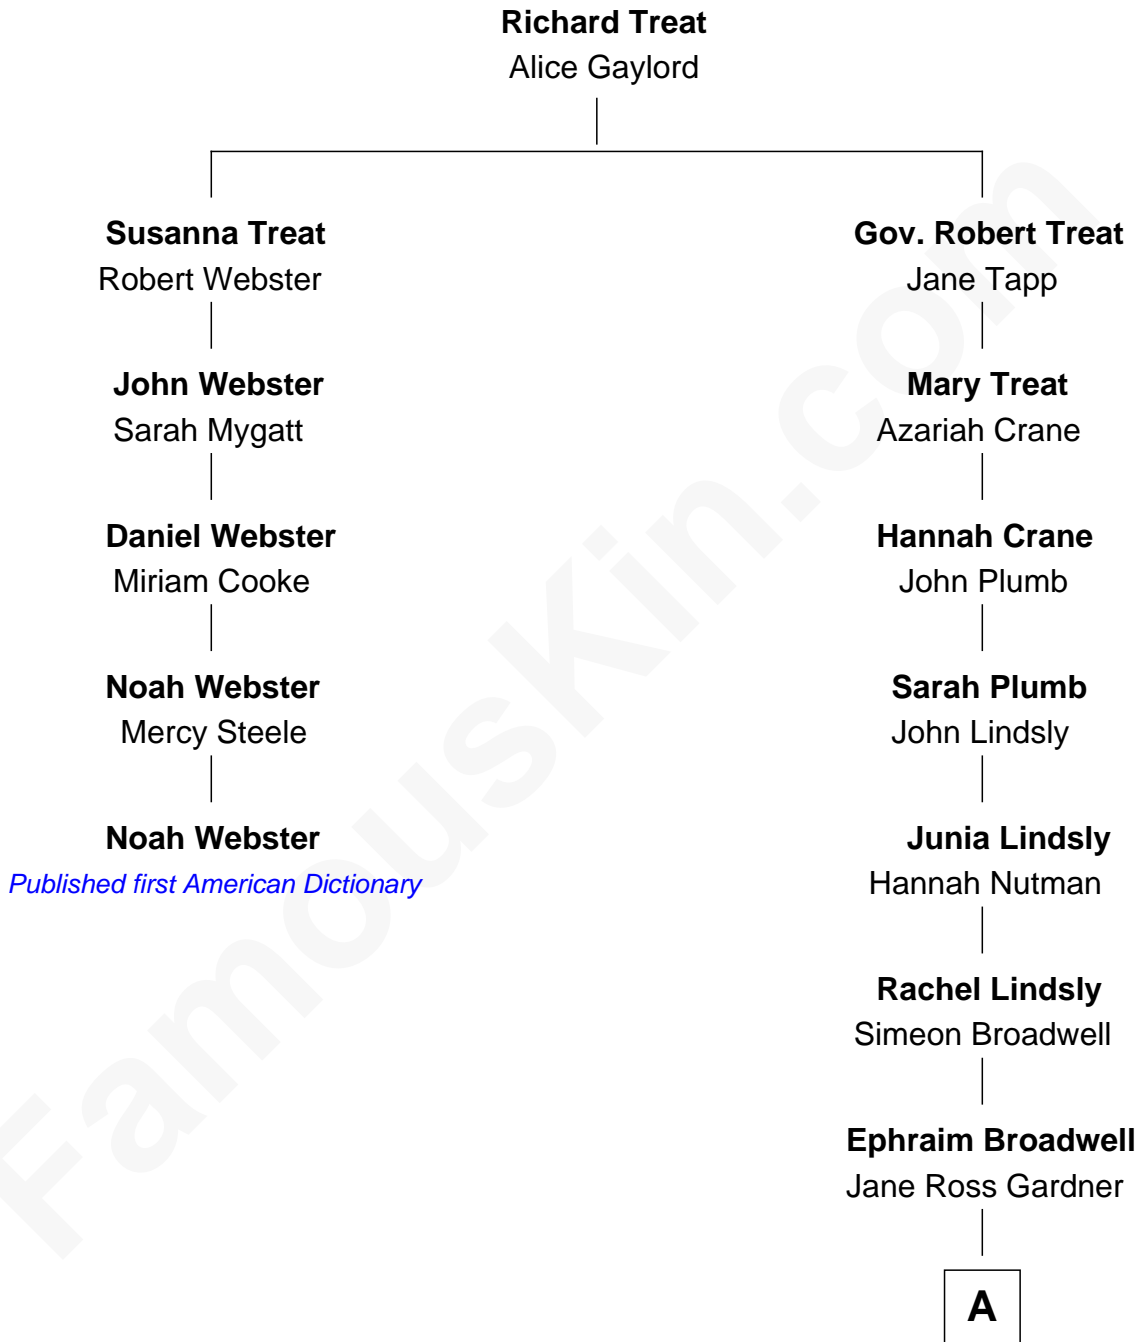 Richard Treat
Alice Gaylord
Susanna Treat
Robert Webster
John Webster
Sarah Mygatt
Daniel Webster
Miriam Cooke
Noah Webster
Mercy Steele
Noah Webster
Published first American Dictionary
Gov. Robert Treat
Jane Tapp
Mary Treat
Azariah Crane
Hannah Crane
John Plumb
Sarah Plumb
John Lindsly
Junia Lindsly
Hannah Nutman
Rachel Lindsly
Simeon Broadwell
Ephraim Broadwell
Jane Ross Gardner
A
FamousKin.com